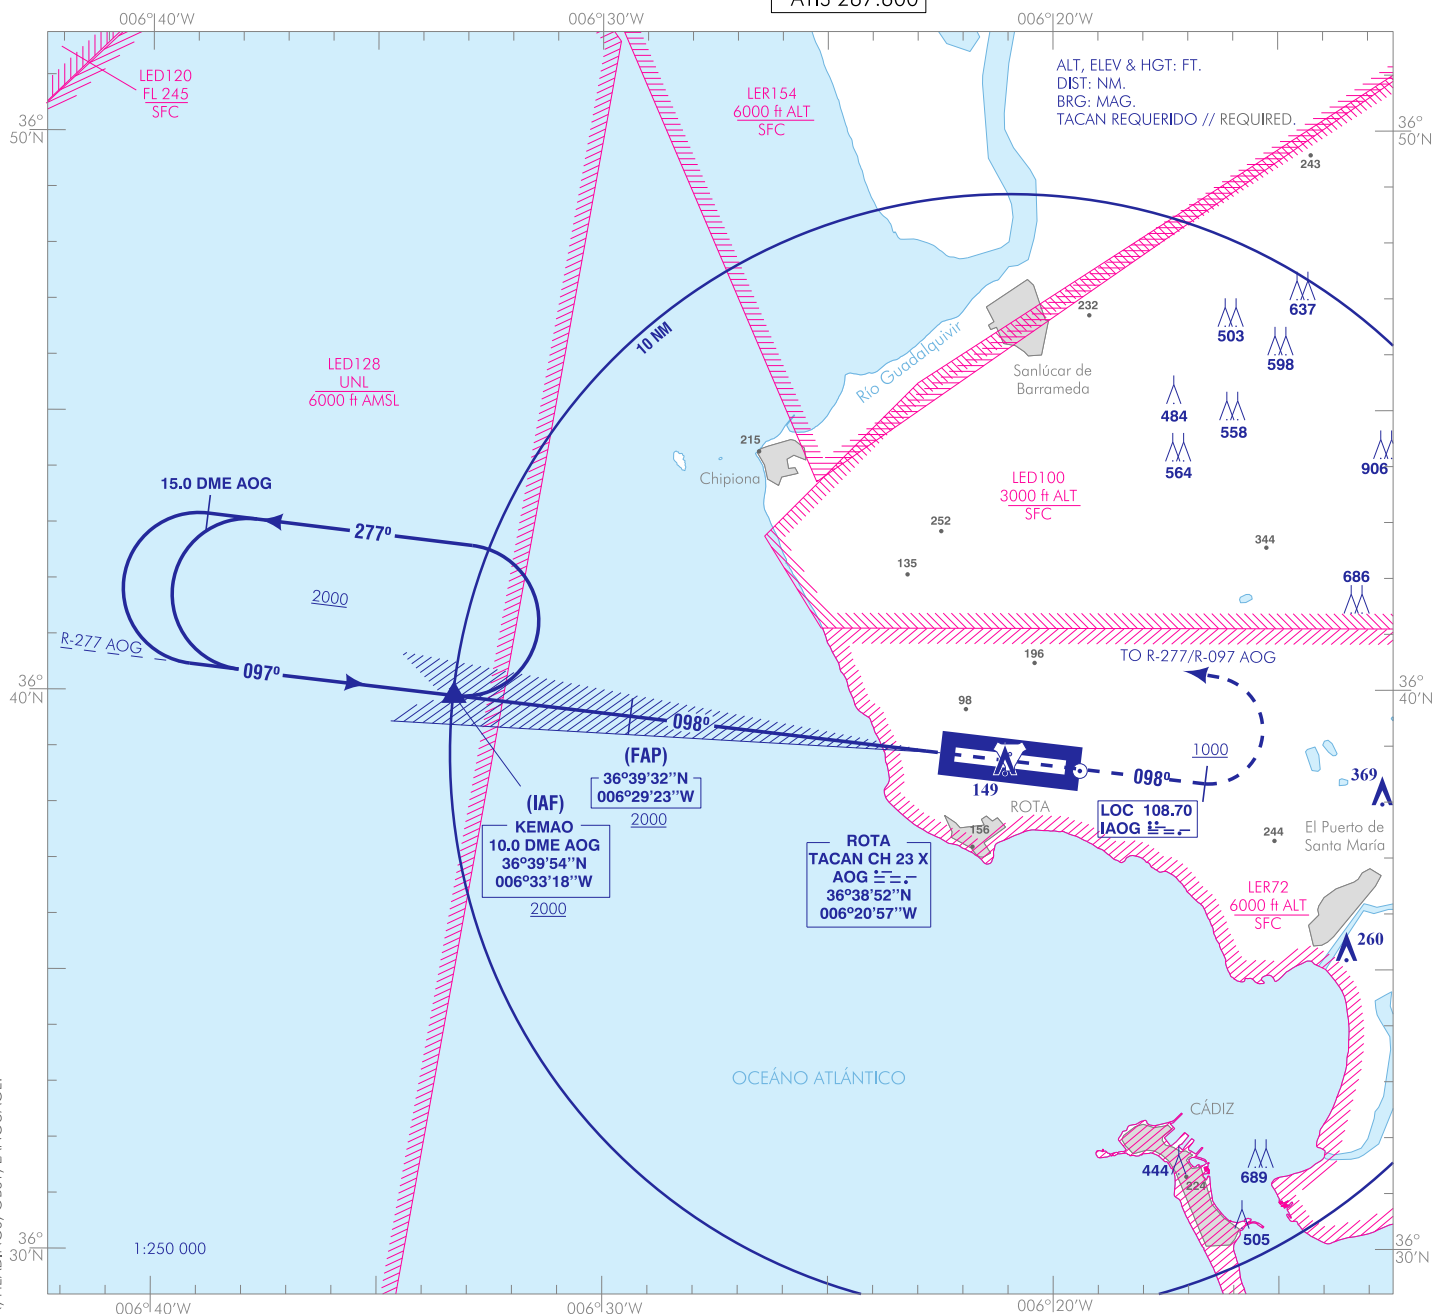 ATIS 267.800
006°40'W
006°30'W
006°20'W
LED120
FL 245
SFC
LER154
6000 ft ALT
SFC
ALT, ELEV & HGT: FT.
DIST: NM.
BRG: MAG.
TACAN REQUERIDO // REQUIRED.
36°
50'N
36°
50'N
243
10 NM
232
637
503
598
Río Guadalquivir
LED128
UNL
6000 ft AMSL
Sanlúcar de
Barrameda
484
558
215
Chipiona
564
906
15.0 DME AOG
LED100
3000 ft ALT
SFC
277°
252
344
135
686
2000
R-277 AOG
196
TO R-277/R-097 AOG
097°
36°
40'N
36°
40'N
98
098°
(FAP)
36°39'32''N
006°29'23''W
2000
1000
098°
369
149
ROTA
LOC 108.70
IAOG
(IAF)
KEMAO
10.0 DME AOG
36°39'54''N
006°33'18''W
2000
156
244
El Puerto de
Santa María
ROTA
TACAN CH 23 X
AOG
36°38'52''N
006°20'57''W
LER72
6000 ft ALT
SFC
260
OCEÁNO ATLÁNTICO
CÁDIZ
444
224
689
505
36°
30'N
36°
30'N
1:250 000
006°40'W
006°30'W
006°20'W